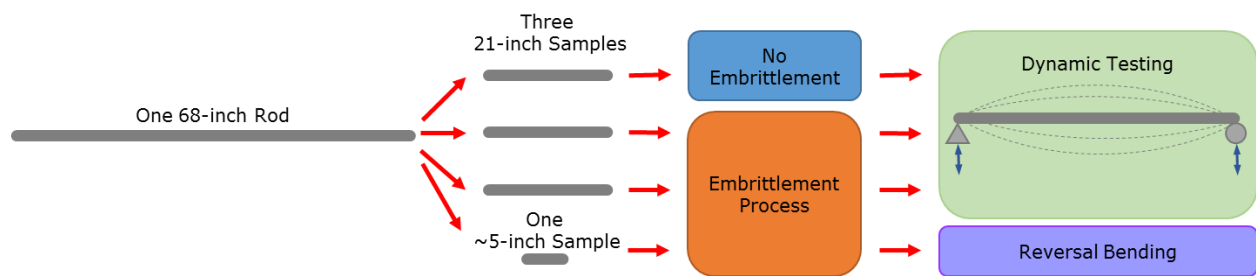 One 68-inch Rod
Three
21-inch Samples
One
~5-inch Sample
No
Embrittlement
Embrittlement
Process
Dynamic Testing
Reversal Bending